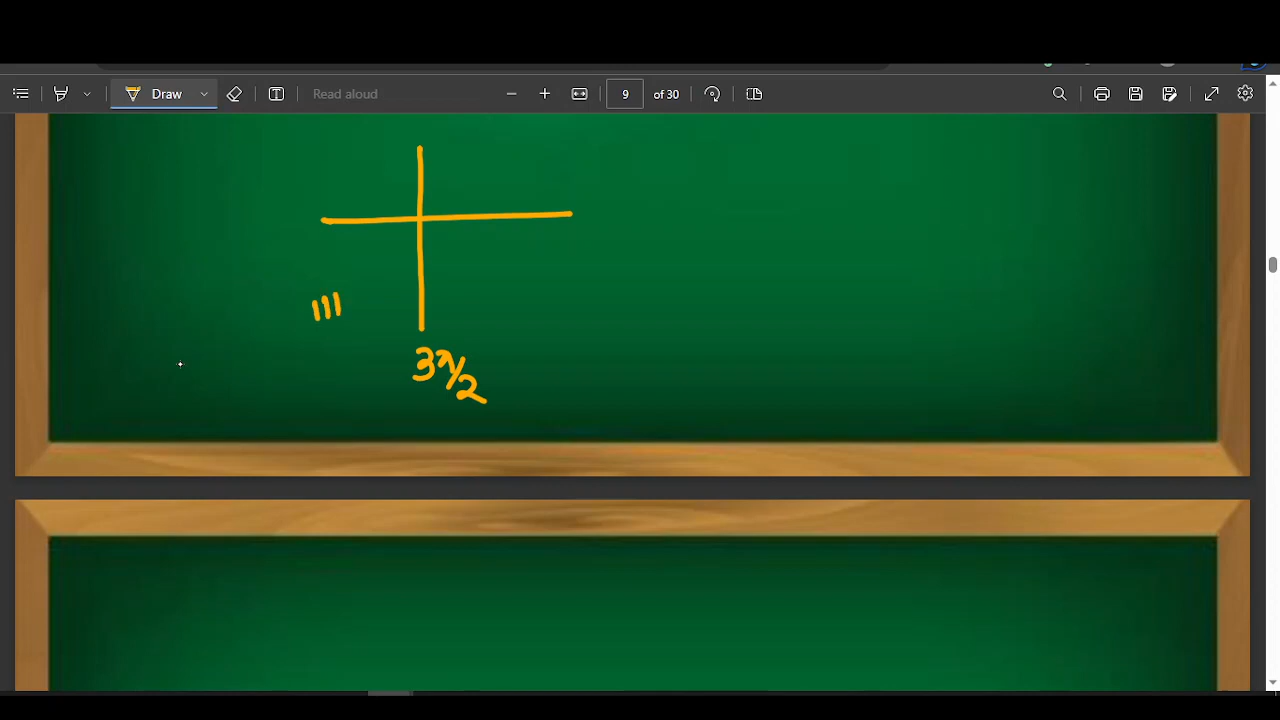 Draw
Read aloud
9 of 30
III
3π/2